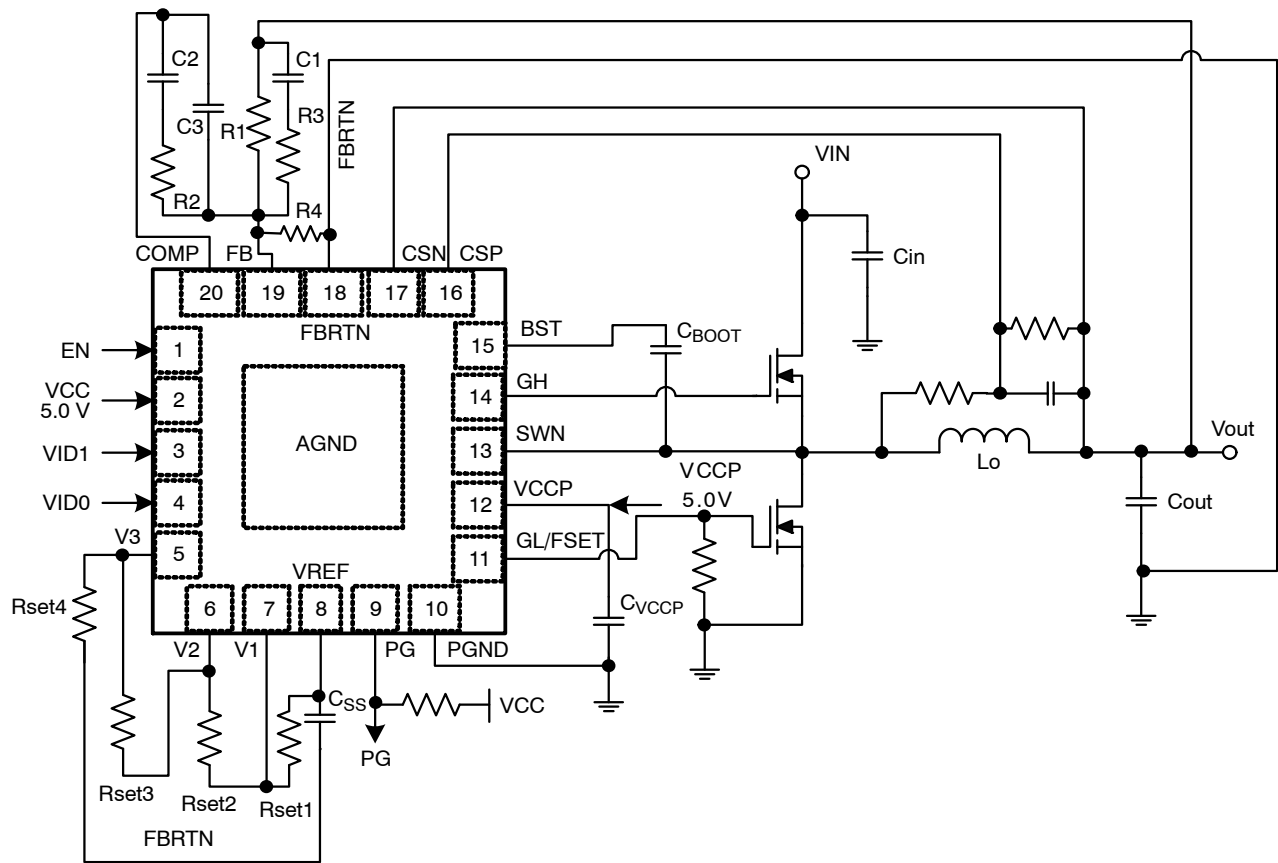 C2
C1
C3
R1
R3
FBRTN
R2
R4
VIN
Cin
COMP
FB
CSN
CSP
20
19
18
17
16
FBRTN
EN
1
15
BST
CBOOT
VCC
5.0 V
2
14
GH
VID1
3
AGND
13
SWN
VCCP
5.0V
Lo
Vout
VID0
4
12
VCCP
Cout
V3
5
11
GL/FSET
VREF
Rset4
6
7
8
9
10
CVCCP
V2
V1
PG
PGND
CSS
VCC
PG
Rset3
Rset2
Rset1
FBRTN